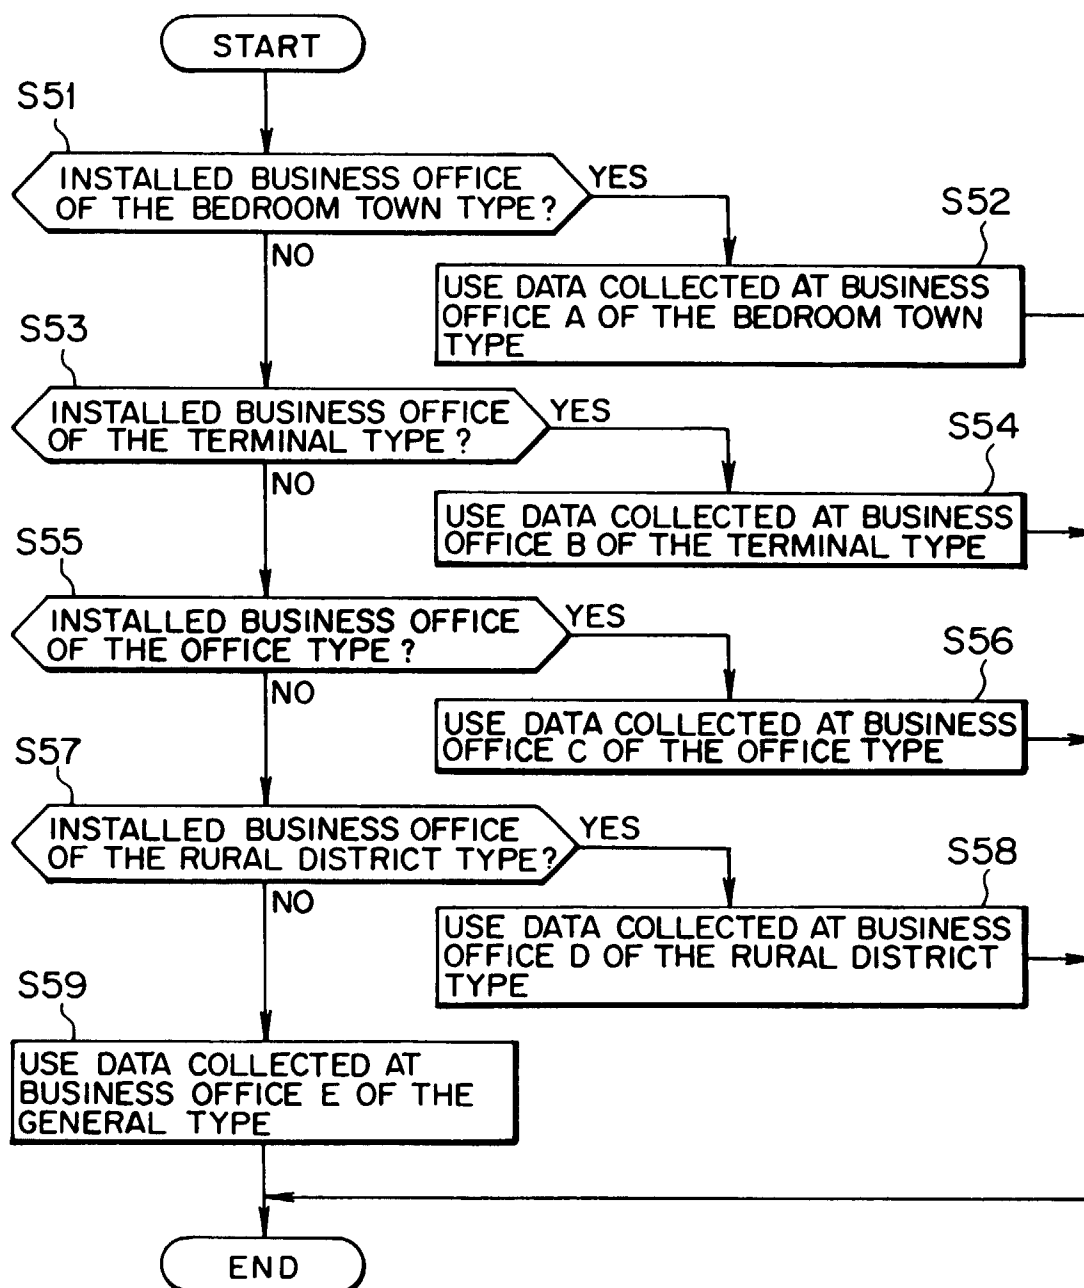 START
S51
INSTALLED BUSINESS OFFICE
OF THE BEDROOM TOWN TYPE?
YES
NO
S52
USE DATA COLLECTED AT BUSINESS
OFFICE A OF THE BEDROOM TOWN
TYPE
S53
INSTALLED BUSINESS OFFICE
OF THE TERMINAL TYPE?
YES
NO
S54
USE DATA COLLECTED AT BUSINESS
OFFICE B OF THE TERMINAL TYPE
S55
INSTALLED BUSINESS OFFICE
OF THE OFFICE TYPE?
YES
NO
S56
USE DATA COLLECTED AT BUSINESS
OFFICE C OF THE OFFICE TYPE
S57
INSTALLED BUSINESS OFFICE
OF THE RURAL DISTRICT TYPE?
YES
NO
S58
USE DATA COLLECTED AT BUSINESS
OFFICE D OF THE RURAL DISTRICT
TYPE
S59
USE DATA COLLECTED AT
BUSINESS OFFICE E OF THE
GENERAL TYPE
END